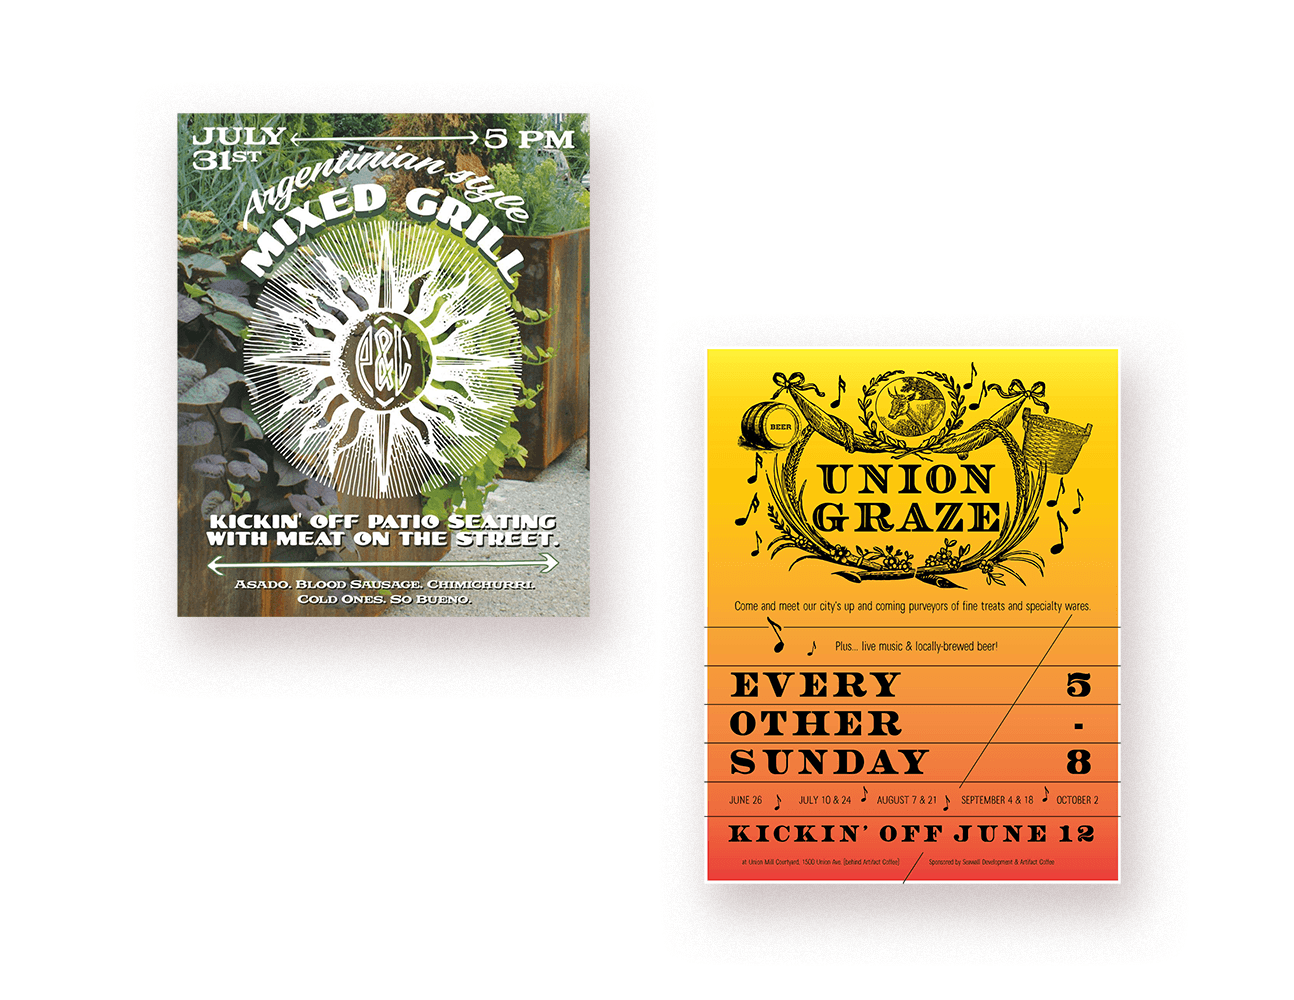 JULY 5 PM
31ST
Argentinian style
MIXED GRILL
P&L
KICKIN' OFF PATIO SEATING
WITH MEAT ON THE STREET.
ASADO. BLOOD SAUSAGE. CHIMICHURRI.
COLD ONES. SO BUENO.
BEER
UNION
GRAZE
Come and meet our city's up and coming purveyors of fine treats and specialty wares.
Plus... live music & locally-brewed beer!
EVERY 5
OTHER -
SUNDAY 8
JUNE 26 JULY 10 & 24 AUGUST 7 & 21 SEPTEMBER 4 & 18 OCTOBER 2
KICKIN' OFF JUNE 12
at Union Mill Courtyard, 1500 Union Ave. (behind Artifact Coffee) Sponsored by Seawall Development & Artifact Coffee